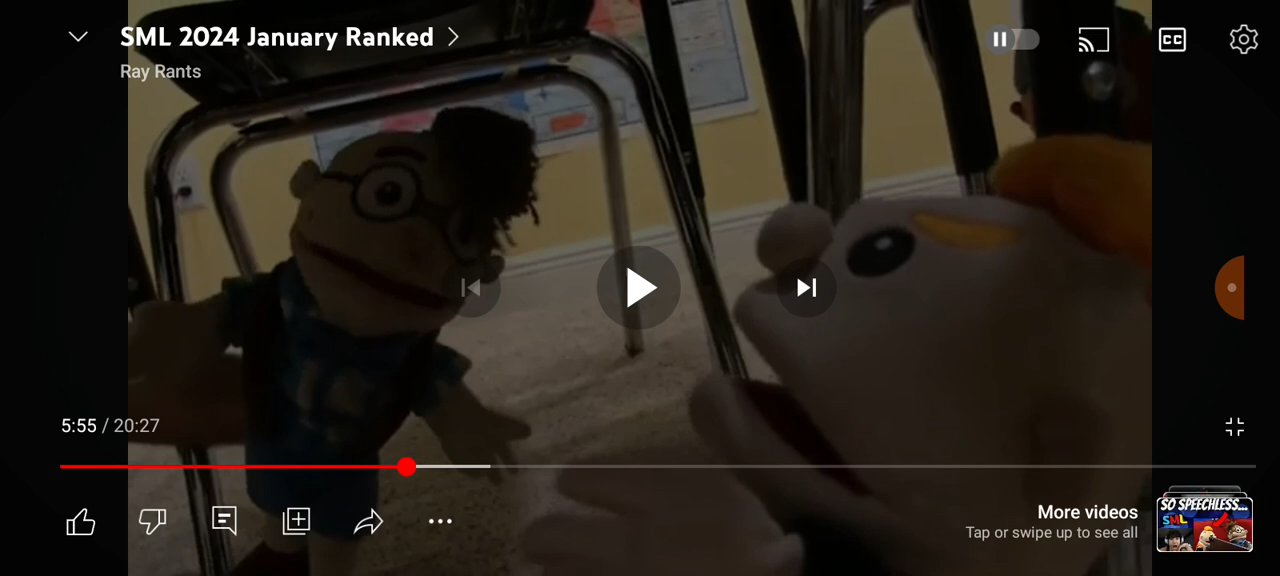 SML 2024 January Ranked
Ray Rants
CC
5:55 / 20:27
More videos
Tap or swipe up to see all
SO SPEECHLESS...
SML